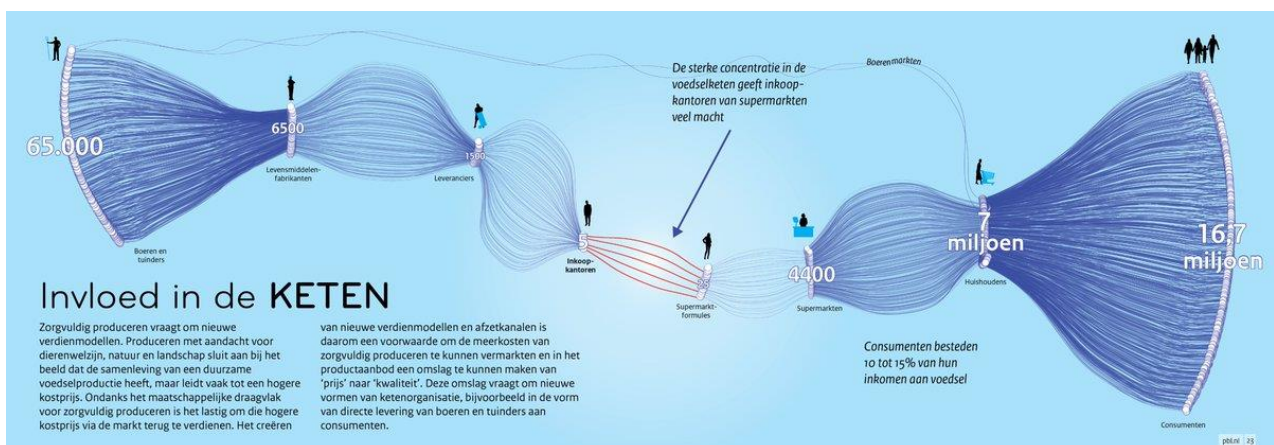 65.000
Boeren en
tuinders
6500
Levensmiddelen-
fabrikanten
1500
Leveranciers
5
Inkoop-
kantoren
De sterke concentratie in de
voedselketen geeft inkoop-
kantoren van supermarkten
veel macht
25
Supermarkt-
formules
4400
Supermarkten
Boerenmarkten
7
miljoen
Huishoudens
16,7
miljoen
Consumenten
Consumenten besteden
10 tot 15% van hun
inkomen aan voedsel
Invloed in de KETEN
Zorgvuldig produceren vraagt om nieuwe
verdienmodellen. Produceren met aandacht voor
dierenwelzijn, natuur en landschap sluit aan bij het
beeld dat de samenleving van een duurzame
voedselproductie heeft, maar leidt vaak tot een hogere
kostprijs. Ondanks het maatschappelijke draagvlak
voor zorgvuldig produceren is het lastig om die hogere
kostprijs via de markt terug te verdienen. Het creëren
van nieuwe verdienmodellen en afzetkanalen is
daarom een voorwaarde om de meerkosten van
zorgvuldig produceren te kunnen vermarkten en in het
productaanbod een omslag te kunnen maken van
‘prijs’ naar ‘kwaliteit’. Deze omslag vraagt om nieuwe
vormen van ketenorganisatie, bijvoorbeeld in de vorm
van directe levering van boeren en tuinders aan
consumenten.
pbl.nl 23